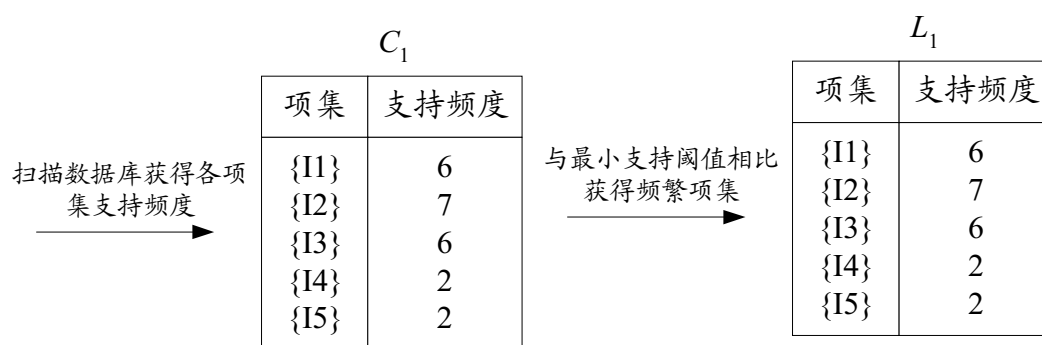 C1
L1
项集 支持频度
项集 支持频度
扫描数据库获得各项
集支持频度
{I1} 6
{I2} 7
{I3} 6
{I4} 2
{I5} 2
与最小支持阈值相比
获得频繁项集
{I1} 6
{I2} 7
{I3} 6
{I4} 2
{I5} 2